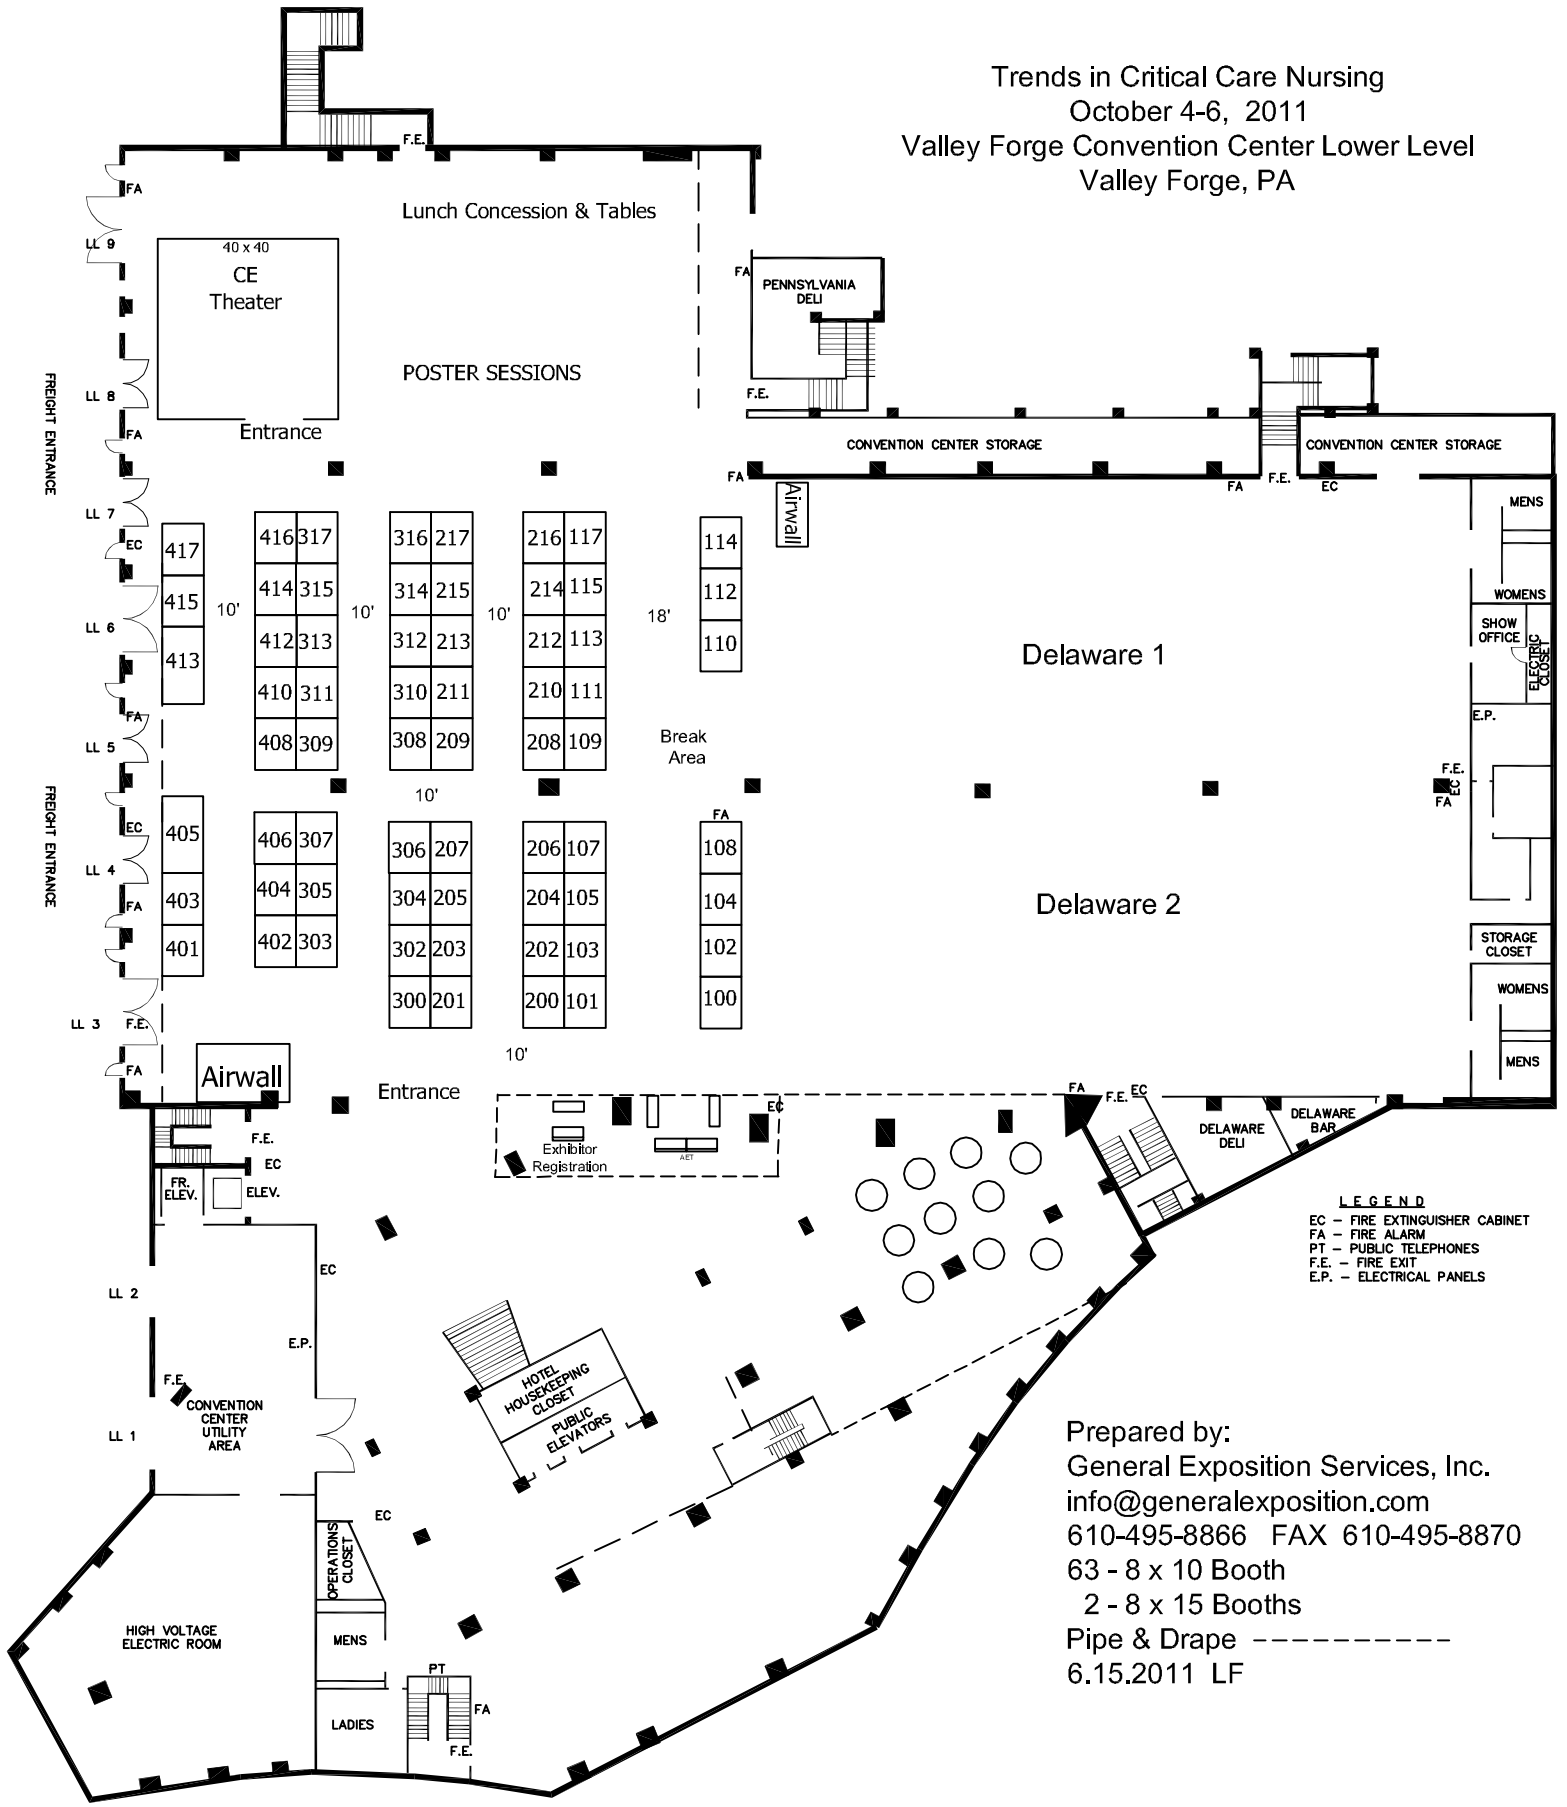 Trends in Critical Care Nursing
October 4-6, 2011
Valley Forge Convention Center Lower Level
Valley Forge, PA
F.E.
FA
Lunch Concession & Tables
LL 9
40 x 40
CE
Theater
FA
PENNSYLVANIA
DELI
POSTER SESSIONS
FREIGHT ENTRANCE
LL 8
F.E.
FA
Entrance
CONVENTION CENTER STORAGE
CONVENTION CENTER STORAGE
FA
FA
F.E.
EC
LL 7
EC
Airwall
MENS
WOMENS
SHOW
OFFICE
ELECTRIC
CLOSET
E.P.
417
416 317
316 217
216 117
114
415
414 315
314 215
214 115
112
10'
10'
10'
18'
LL 6
413
412 313
312 213
212 113
110
Delaware 1
410 311
310 211
210 111
FA
LL 5
408 309
308 209
208 109
Break
Area
F.E.
EC
FA
FREIGHT ENTRANCE
10'
FA
EC
LL 4
405
406 307
306 207
206 107
108
FA
403
404 305
304 205
204 105
104
Delaware 2
401
402 303
302 203
202 103
102
STORAGE
CLOSET
WOMENS
MENS
300 201
200 101
100
LL 3
F.E.
FA
10'
Airwall
Entrance
EC
FA
F.E.
EC
DELAWARE
DELI
DELAWARE
BAR
Exhibitor
Registration
AET
F.E.
EC
FR.
ELEV.
ELEV.
LEGEND
EC – FIRE EXTINGUISHER CABINET
FA – FIRE ALARM
PT – PUBLIC TELEPHONES
F.E. – FIRE EXIT
E.P. – ELECTRICAL PANELS
EC
LL 2
E.P.
F.E.
HOTEL
HOUSEKEEPING
CLOSET
PUBLIC
ELEVATORS
CONVENTION
CENTER
UTILITY
AREA
LL 1
EC
OPERATIONS
CLOSET
HIGH VOLTAGE
ELECTRIC ROOM
MENS
PT
LADIES
FA
F.E.
Prepared by:
General Exposition Services, Inc.
info@generalexposition.com
610-495-8866 FAX 610-495-8870
63 - 8 x 10 Booth
2 - 8 x 15 Booths
Pipe & Drape ----------
6.15.2011 LF